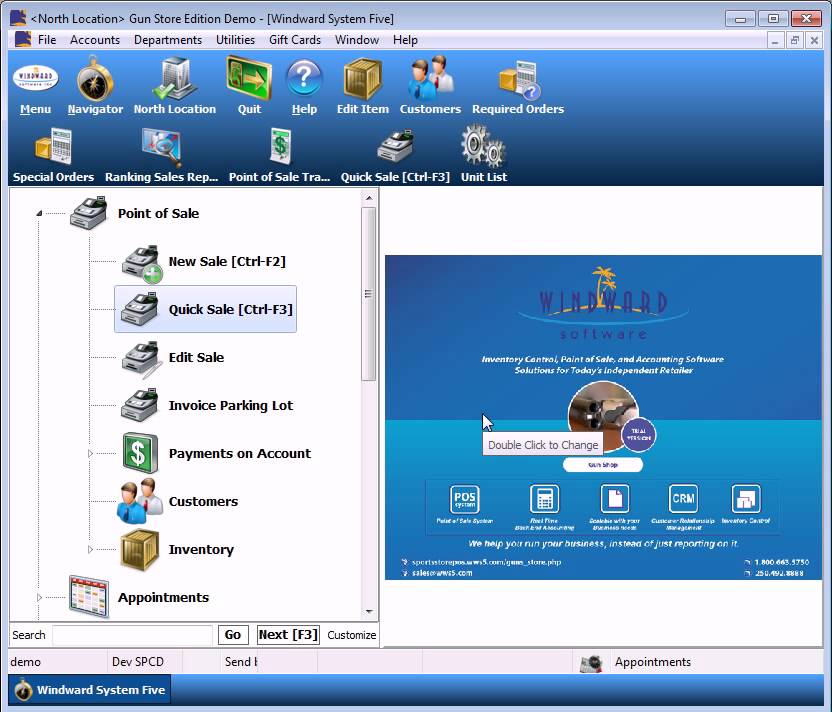 <North Location> Gun Store Edition Demo - [Windward System Five]
File Accounts Departments Utilities Gift Cards Window Help
WINDWARD
software inc
Menu Navigator North Location Quit Help Edit Item Customers Required Orders
Special Orders Ranking Sales Rep... Point of Sale Tra... Quick Sale [Ctrl-F3] Unit List
Point of Sale
New Sale [Ctrl-F2]
Quick Sale [Ctrl-F3]
Edit Sale
Invoice Parking Lot
Payments on Account
Customers
Inventory
Appointments
WINDWARD
software
Inventory Control, Point of Sale, and Accounting Software
Solutions for Today's Independent Retailer
TRIAL
VERSION
Double Click to Change
Gun Shop
POS
system
CRM
Point of Sale System
Real Time
Back End Accounting
Scalable with your
Business needs
Customer Relationship
Management
Inventory Control
We help you run your business, instead of just reporting on it.
sportsstorepos.wws5.com/guns_store.php
1.800.663.5750
sales@wws5.com
250.492.8888
Search Go Next [F3] Customize
demo Dev SPCD Send Appointments
Windward System Five